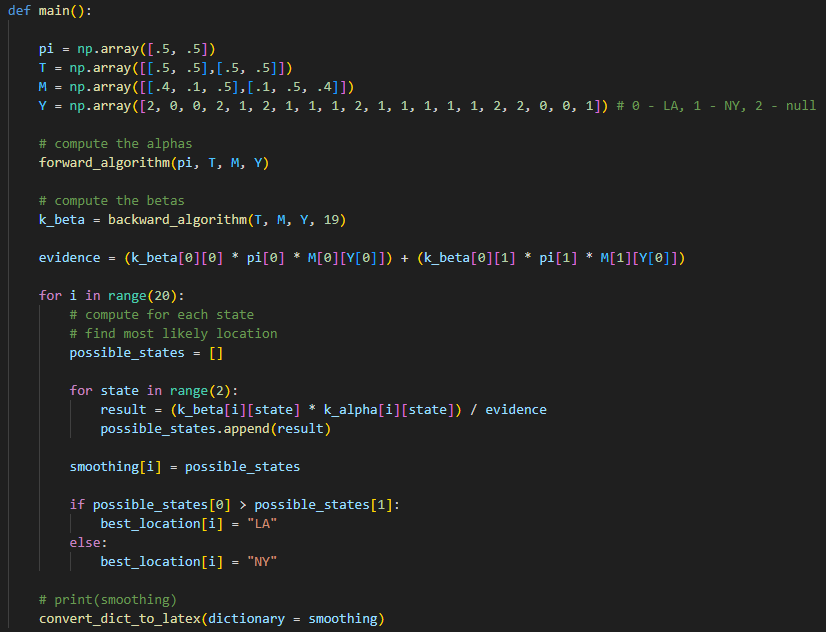 def main():
    pi = np.array([.5, .5])
    T = np.array([[.5, .5],[.5, .5]])
    M = np.array([[.4, .1, .5],[.1, .5, .4]])
    Y = np.array([2, 0, 0, 2, 1, 2, 1, 1, 1, 2, 1, 1, 1, 1, 1, 2, 2, 0, 0, 1]) # 0 - LA, 1 - NY, 2 - null
    # compute the alphas
    forward_algorithm(pi, T, M, Y)
    # compute the betas
    k_beta = backward_algorithm(T, M, Y, 19)
    evidence = (k_beta[0][0] * pi[0] * M[0][Y[0]]) + (k_beta[0][1] * pi[1] * M[1][Y[0]])
    for i in range(20):
        # compute for each state
        # find most likely location
        possible_states = []
        for state in range(2):
            result = (k_beta[i][state] * k_alpha[i][state]) / evidence
            possible_states.append(result)
        smoothing[i] = possible_states
        if possible_states[0] > possible_states[1]:
            best_location[i] = "LA"
        else:
            best_location[i] = "NY"
    # print(smoothing)
    convert_dict_to_latex(dictionary = smoothing)